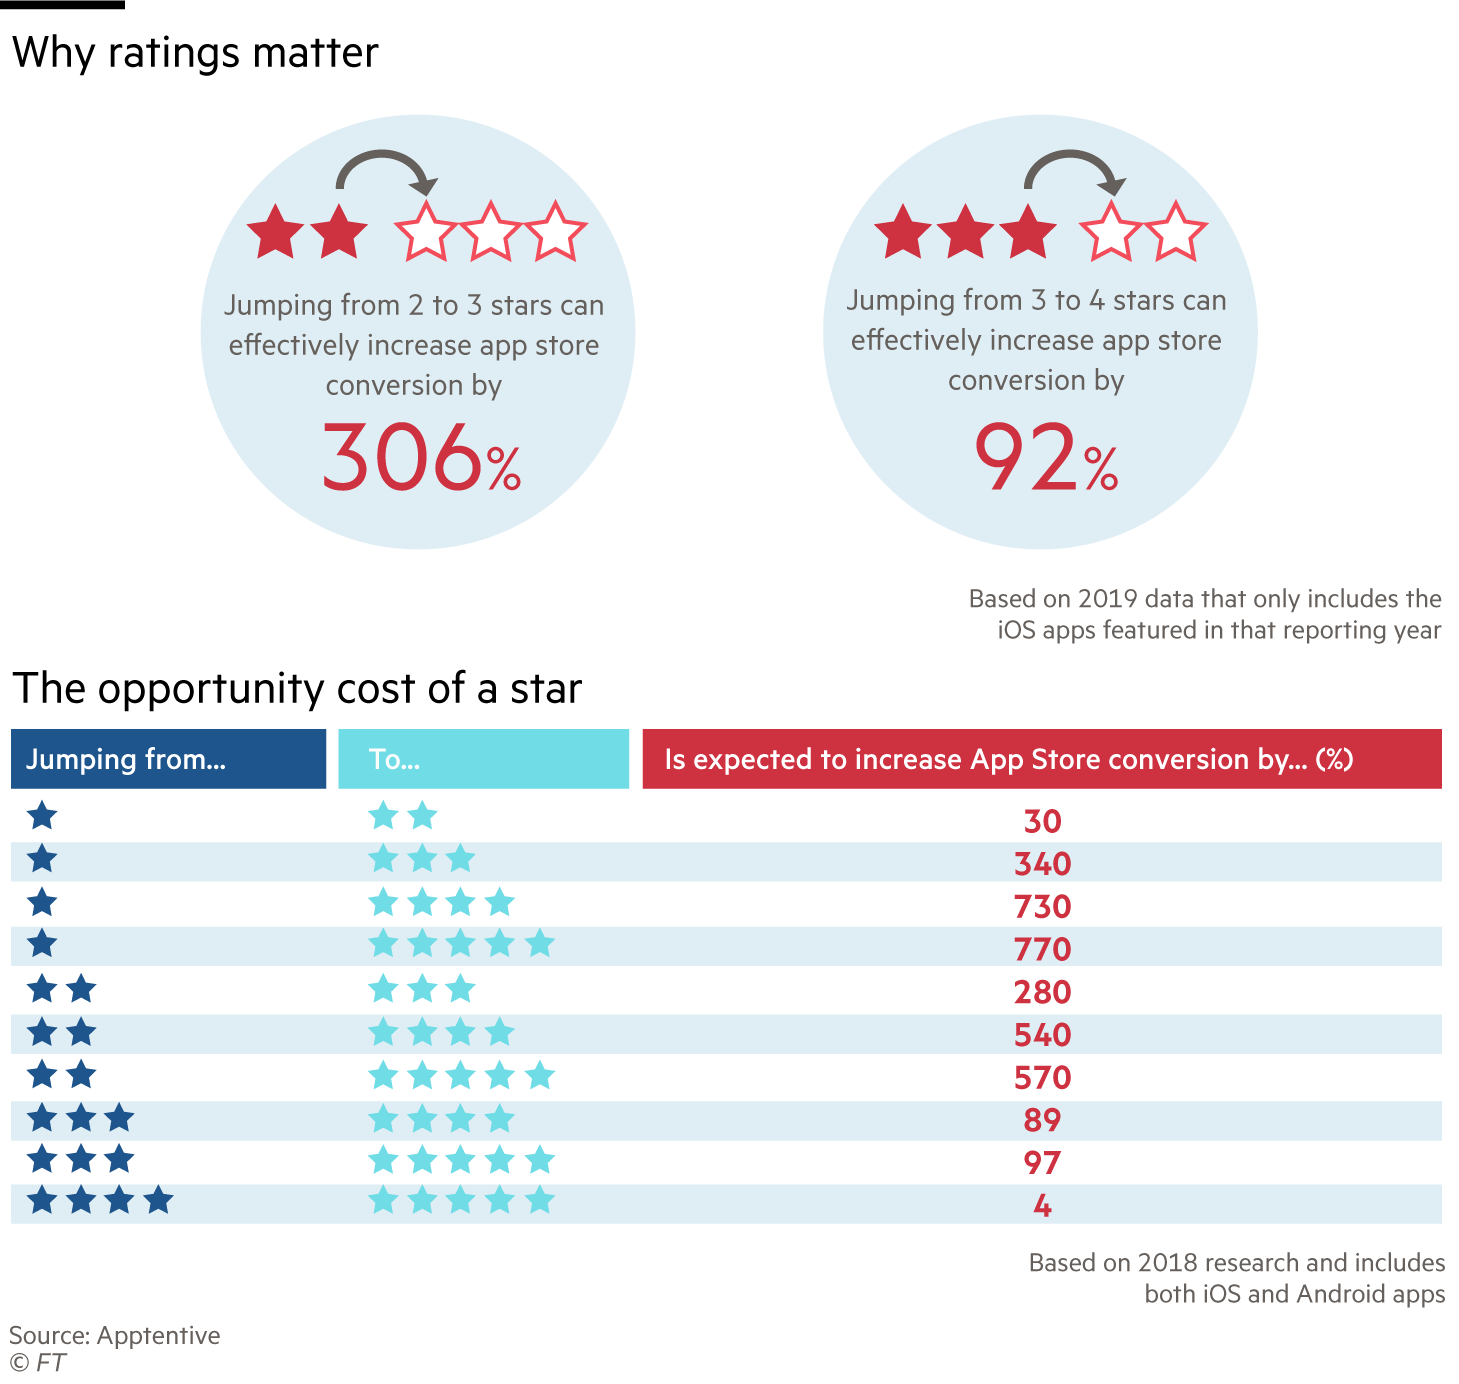 Why ratings matter
Jumping from 2 to 3 stars can
effectively increase app store
conversion by
306%
Jumping from 3 to 4 stars can
effectively increase app store
conversion by
92%
Based on 2019 data that only includes the
iOS apps featured in that reporting year
The opportunity cost of a star
Jumping from... To... Is expected to increase App Store conversion by... (%)
30
340
730
770
280
540
570
89
97
4
Based on 2018 research and includes
both iOS and Android apps
Source: Apptentive
© FT